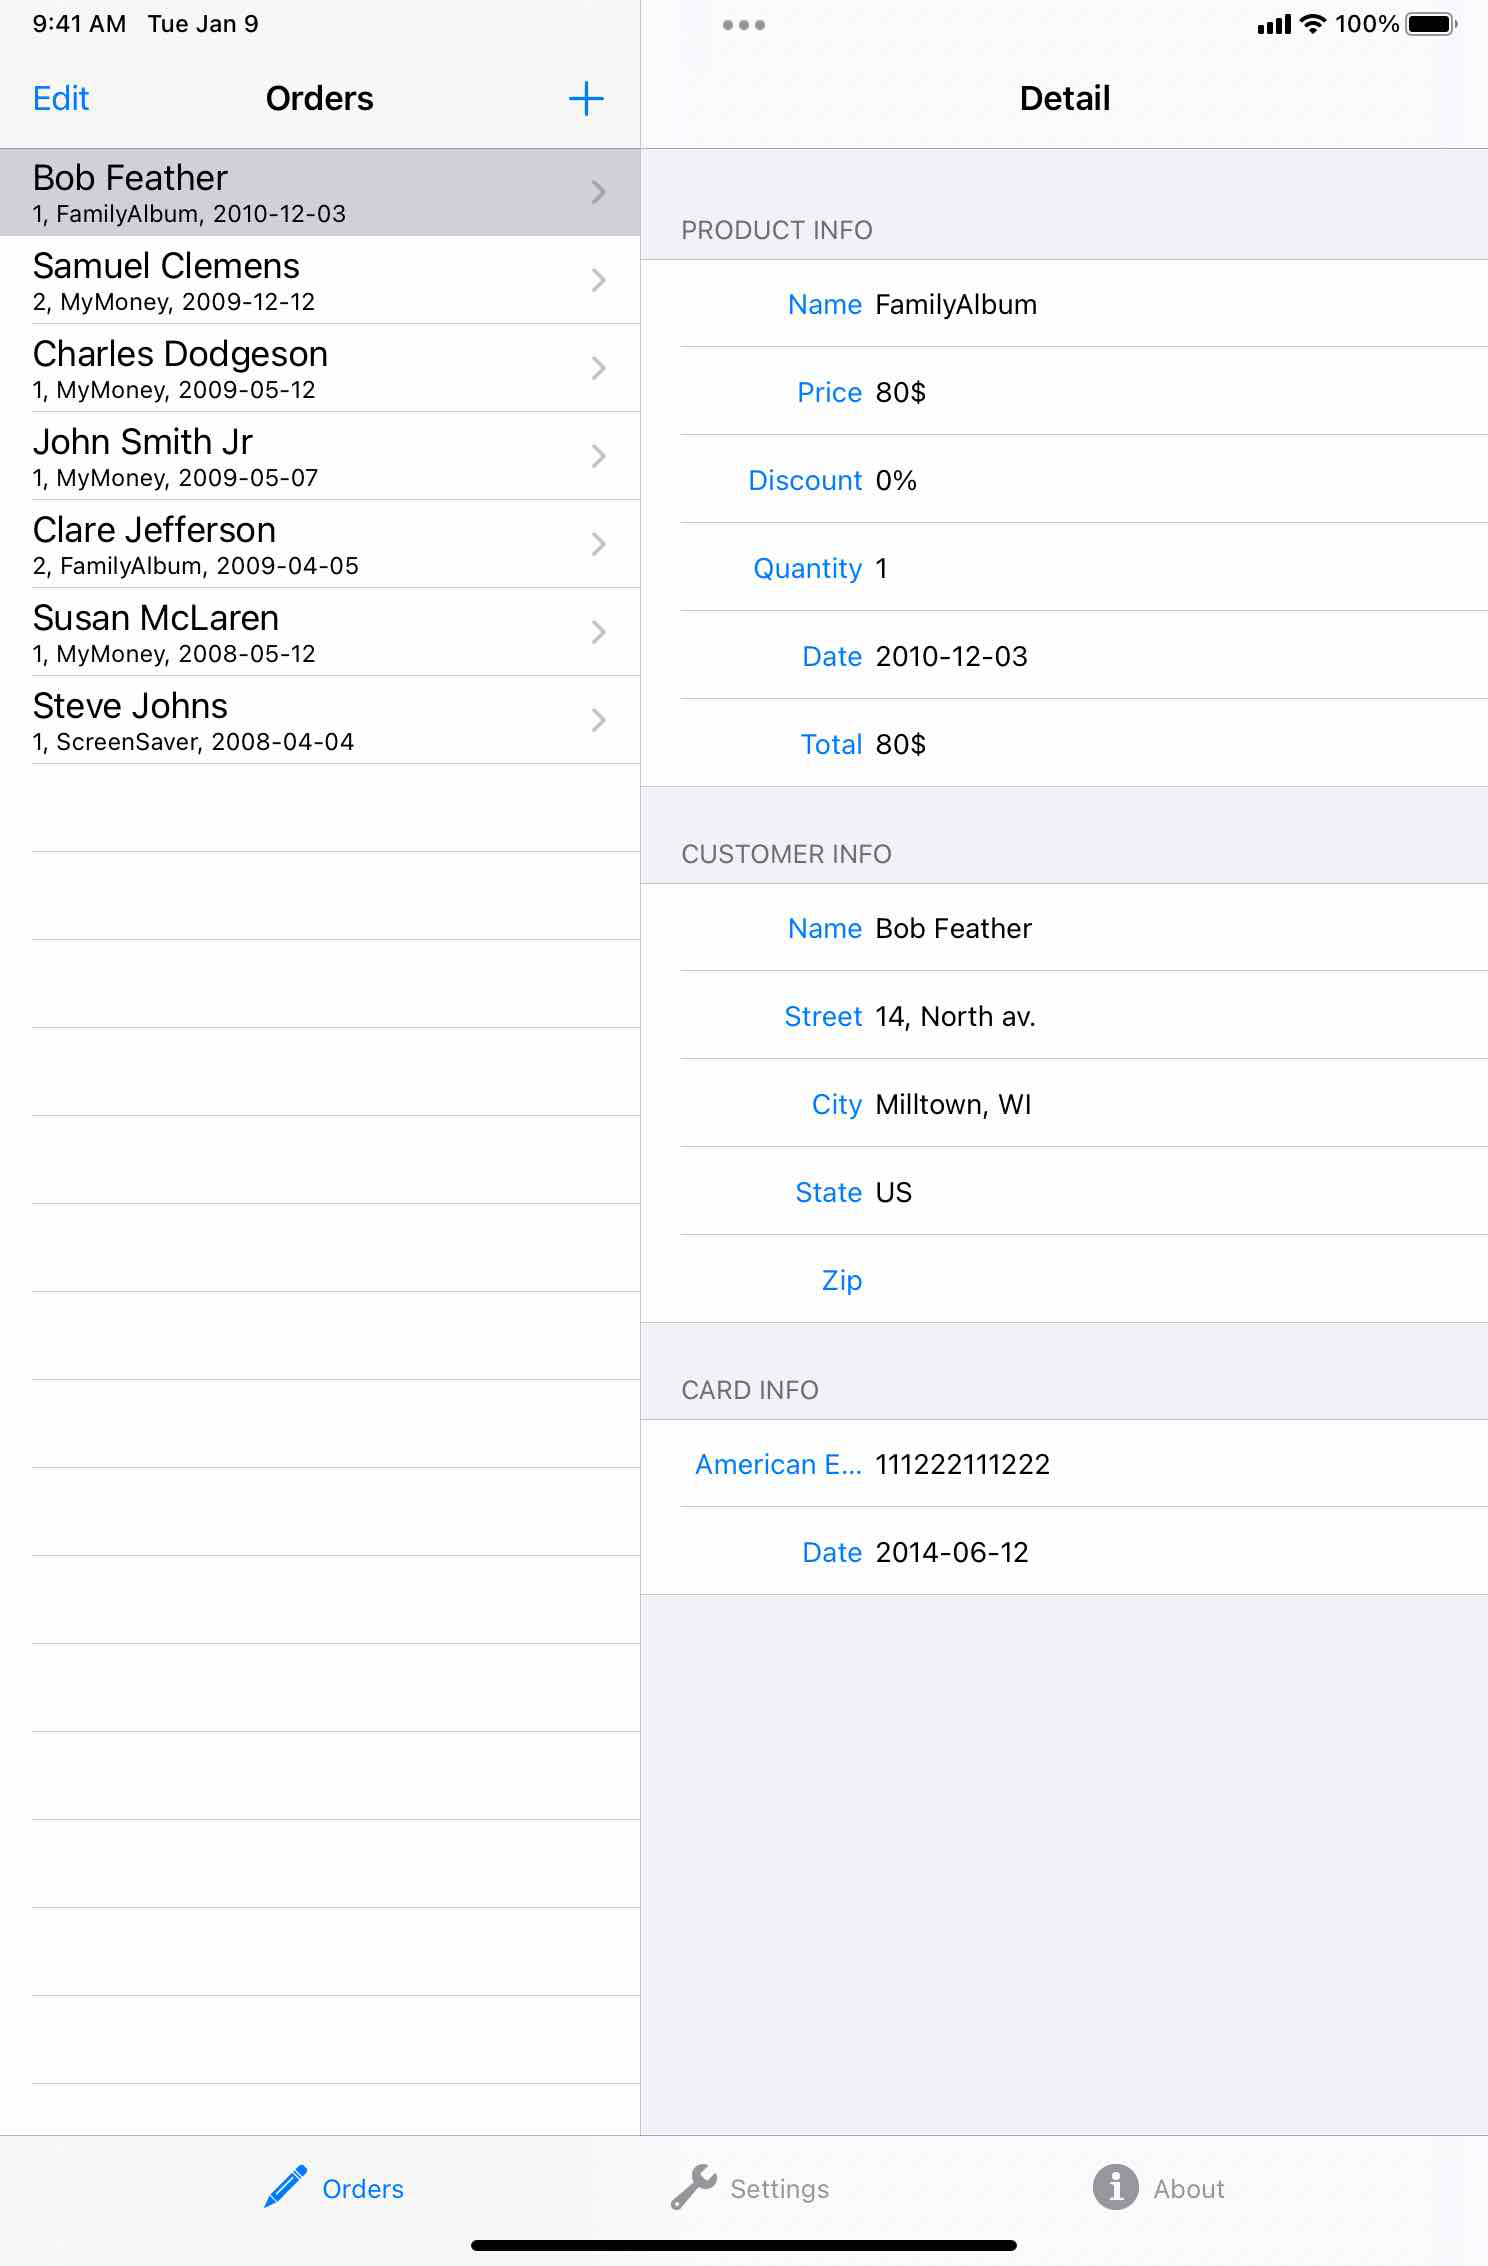 9:41 AM Tue Jan 9
100%
Edit
Orders
Bob Feather
1, FamilyAlbum, 2010-12-03
Samuel Clemens
2, MyMoney, 2009-12-12
Charles Dodgeson
1, MyMoney, 2009-05-12
John Smith Jr
1, MyMoney, 2009-05-07
Clare Jefferson
2, FamilyAlbum, 2009-04-05
Susan McLaren
1, MyMoney, 2008-05-12
Steve Johns
1, ScreenSaver, 2008-04-04
Detail
PRODUCT INFO
Name FamilyAlbum
Price 80$
Discount 0%
Quantity 1
Date 2010-12-03
Total 80$
CUSTOMER INFO
Name Bob Feather
Street 14, North av.
City Milltown, WI
State US
Zip
CARD INFO
American E... 111222111222
Date 2014-06-12
Orders
Settings
About